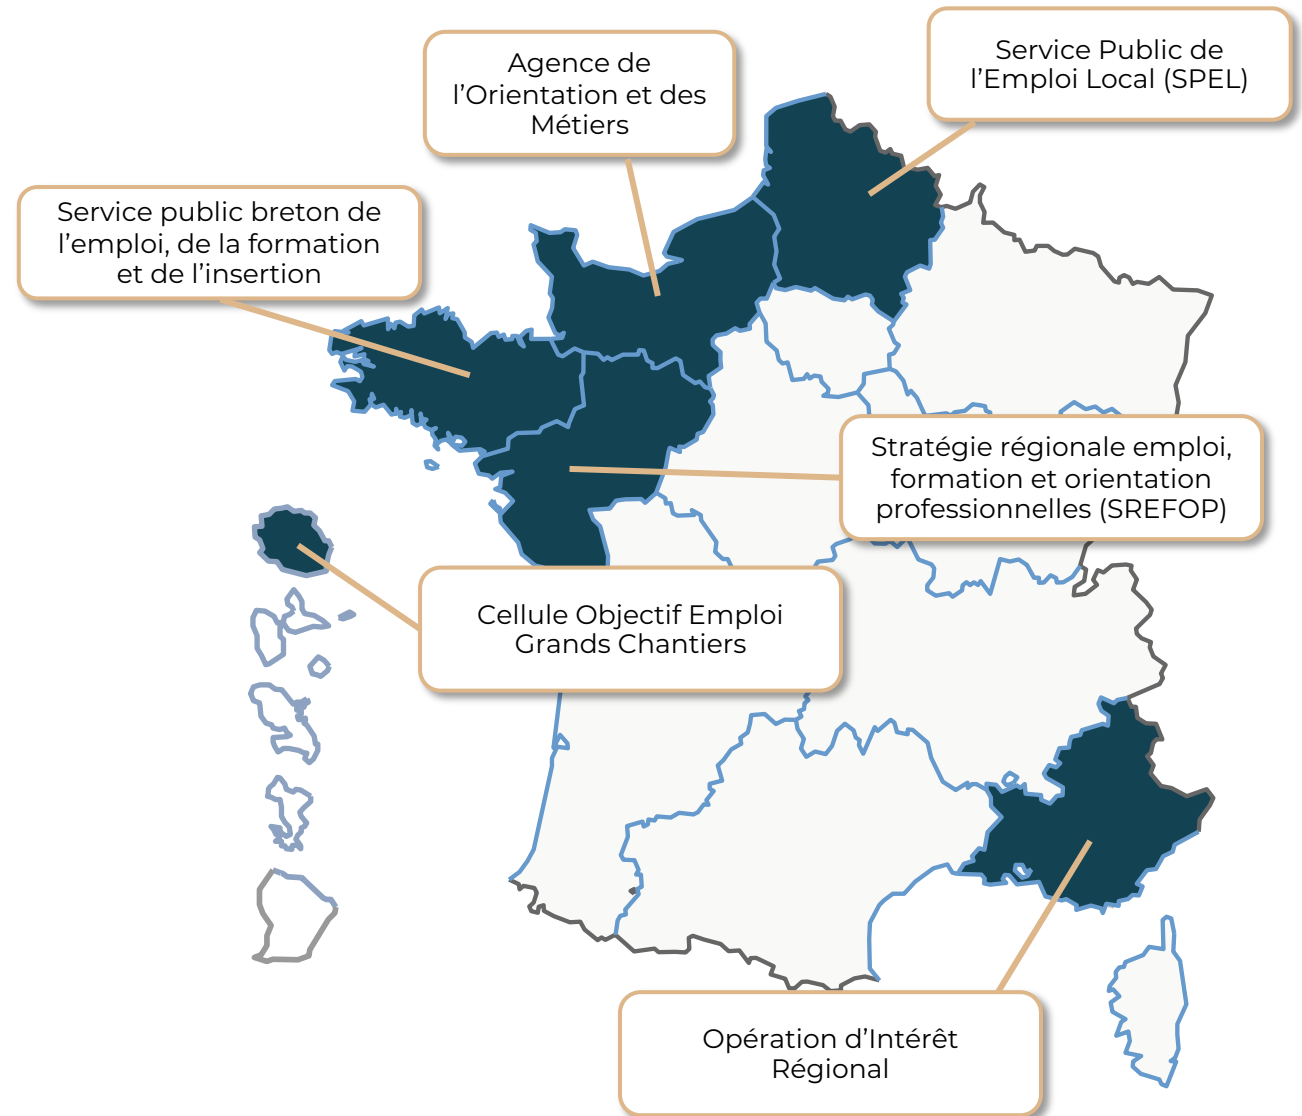 Service Public de
l’Emploi Local (SPEL)
Agence de
l’Orientation et des
Métiers
Service public breton de
l’emploi, de la formation
et de l’insertion
Stratégie régionale emploi,
formation et orientation
professionnelles (SREFOP)
Cellule Objectif Emploi
Grands Chantiers
Opération d’Intérêt
Régional